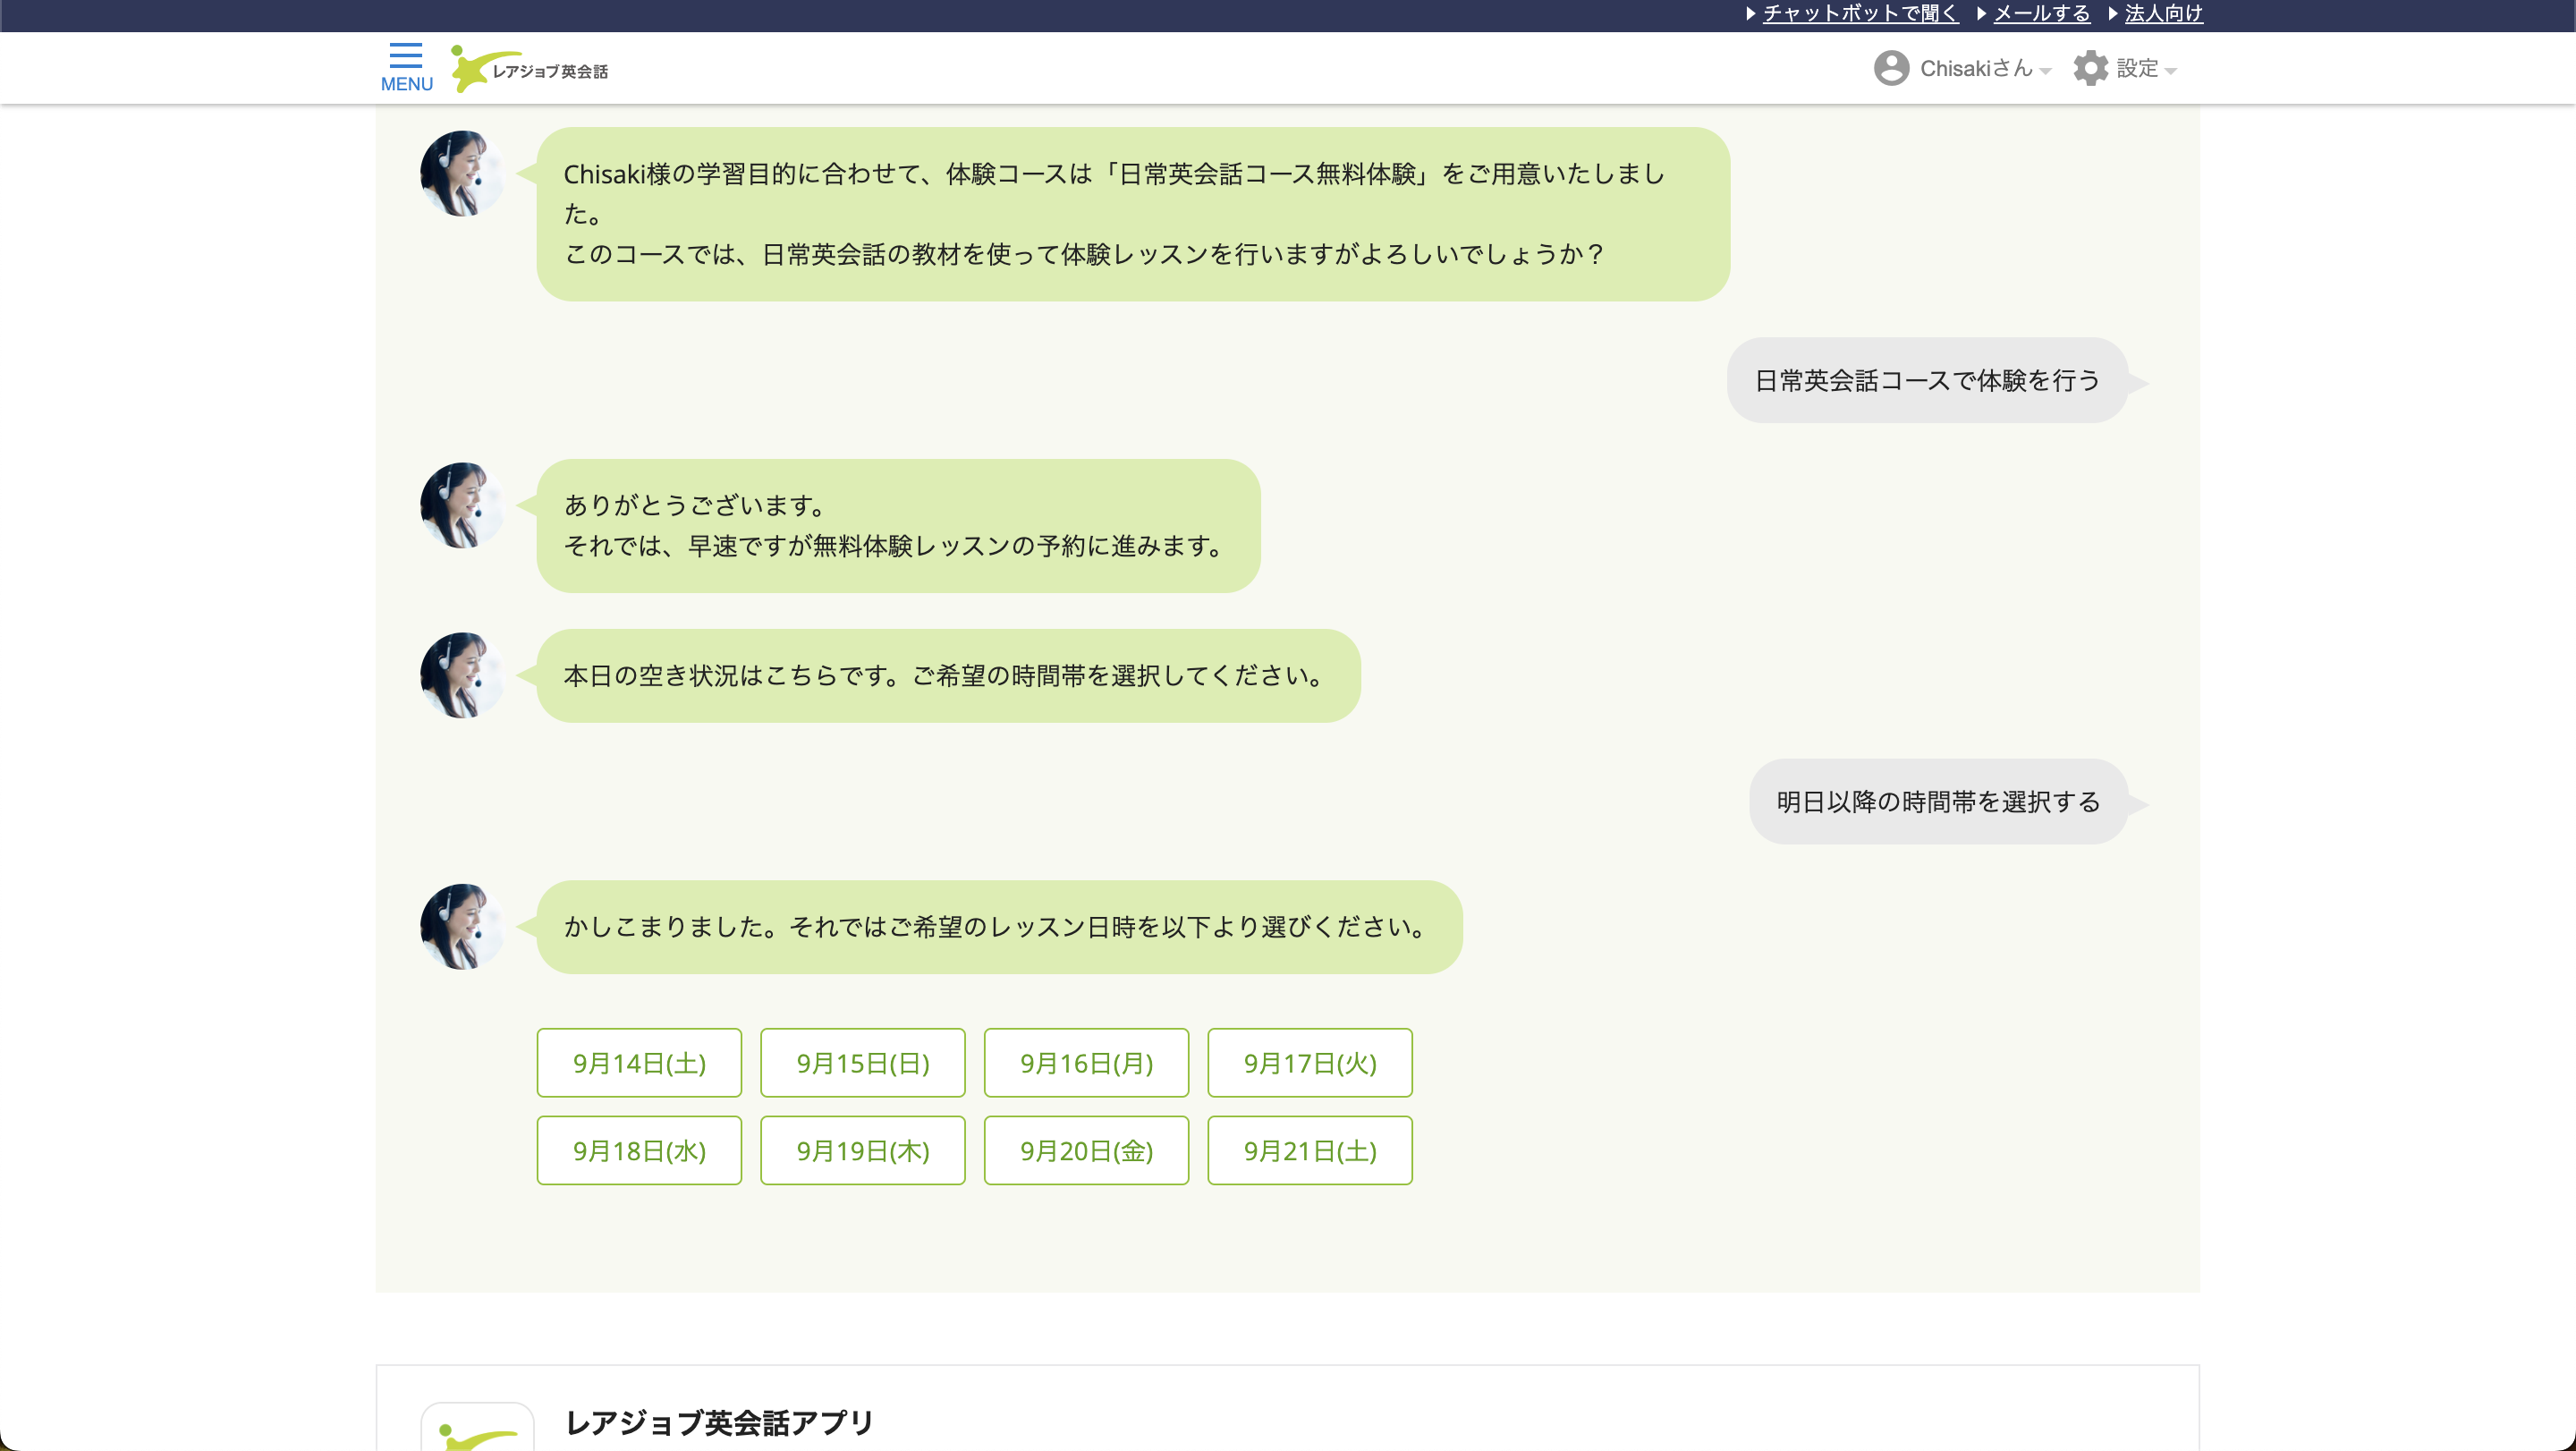 チャットボットで聞く メールする 法人向け
MENU レアジョブ英会話 Chisakiさん 設定
Chisaki様の学習目的に合わせて、体験コースは「日常英会話コース無料体験」をご用意いたしまし
た。
このコースでは、日常英会話の教材を使って体験レッスンを行いますがよろしいでしょうか？
日常英会話コースで体験を行う
ありがとうございます。
それでは、早速ですが無料体験レッスンの予約に進みます。
本日の空き状況はこちらです。ご希望の時間帯を選択してください。
明日以降の時間帯を選択する
かしこまりました。それではご希望のレッスン日時を以下より選びください。
9月14日(土) 9月15日(日) 9月16日(月) 9月17日(火)
9月18日(水) 9月19日(木) 9月20日(金) 9月21日(土)
レアジョブ英会話アプリ